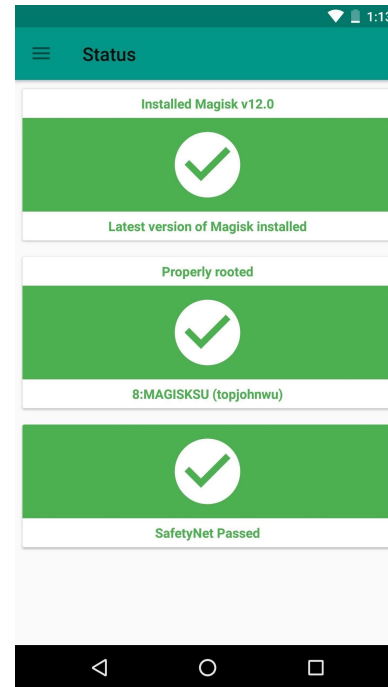 1:13
Status
Installed Magisk v12.0
Latest version of Magisk installed
Properly rooted
8:MAGISKSU (topjohnwu)
SafetyNet Passed